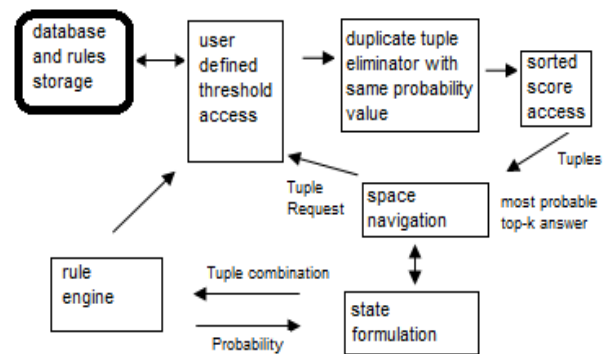 database
and rules
storage
user
defined
threshold
access
duplicate tuple
eliminator with
same probability
value
sorted
score
access
Tuples
Tuple
Request
space
navigation
most probable
top-k answer
rule
engine
Tuple combination
Probability
state
formulation